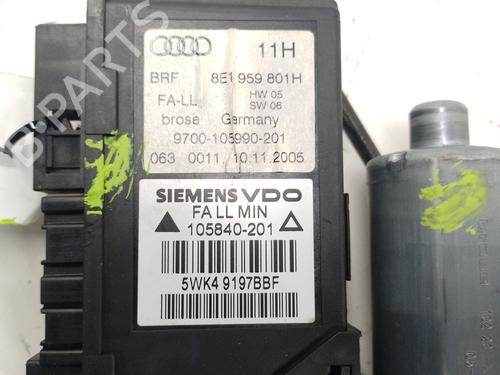 11H
BRF 8E1 959 801H
FA-LL HW 05
SW 06
brose Germany
9700-105990-201
063 0011 10.11.2005
SIEMENS VDO
FA LL MIN
105840-201
5WK4 9197BBF